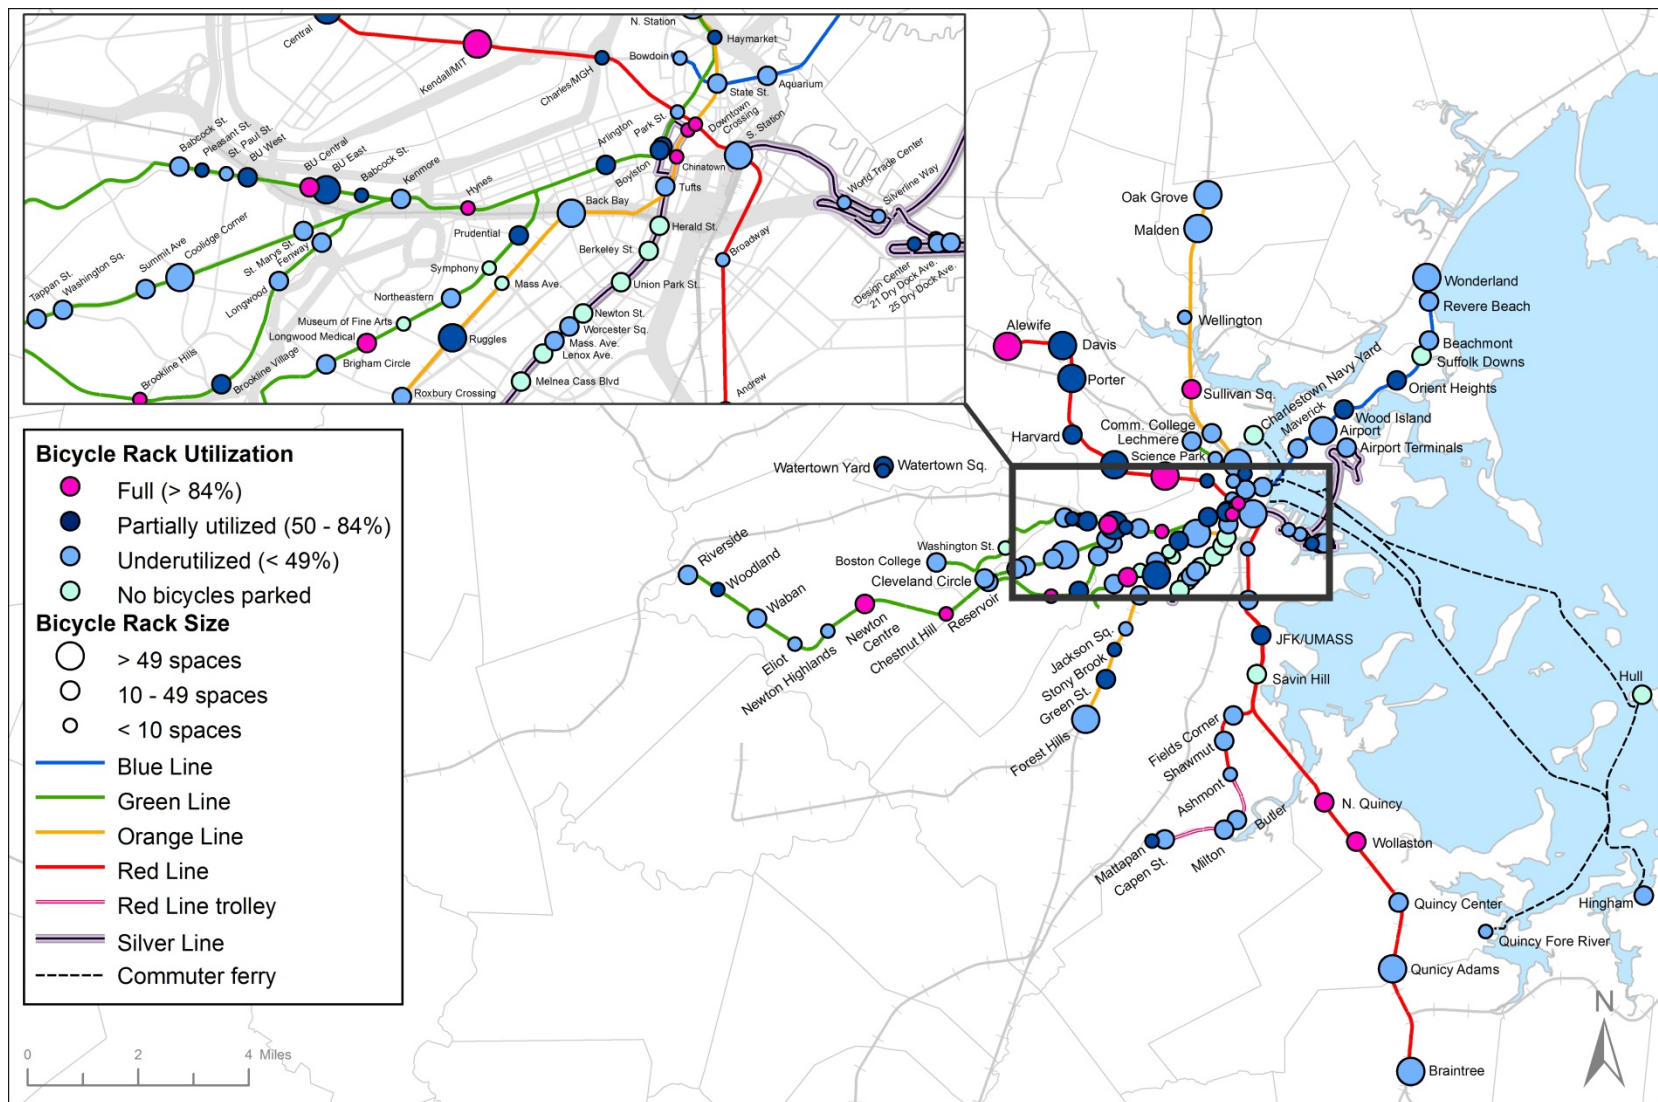 N. Station
Central
Haymarket
Kendall/MIT
Charles/MGH
Bowdoin
State St.
Aquarium
Babcock St.
Pleasant St.
St. Paul St.
BU West
BU Central
BU East
Babcock St.
Kenmore
Hynes
Arlington
Park St.
Boylston
Downtown
Crossing
S. Station
Chinatown
Tufts
World Trade Center
Silverline Way
Back Bay
Herald St.
Prudential
Berkeley St.
Broadway
Tappan St.
Washington Sq.
Summit Ave
Coolidge Corner
St. Marys St.
Fenway
Longwood
Symphony
Mass Ave.
Union Park St.
Design Center
21 Dry Dock Ave.
25 Dry Dock Ave.
Northeastern
Museum of Fine Arts
Longwood Medical
Newton St.
Worcester Sq.
Mass. Ave.
Lenox Ave.
Ruggles
Brookline Hills
Brookline Village
Brigham Circle
Melnea Cass Blvd
Roxbury Crossing
Andrew
Oak Grove
Malden
Wonderland
Revere Beach
Wellington
Alewife
Davis
Beachmont
Suffolk Downs
Porter
Orient Heights
Sullivan Sq.
Charlestown Navy Yard
Maverick
Wood Island
Airport
Airport Terminals
Harvard
Comm. College
Lechmere
Science Park
Watertown Yard
Watertown Sq.
Washington St.
Boston College
Cleveland Circle
Reservoir
Riverside
Woodland
Waban
Eliot
Newton Highlands
Newton
Centre
Chestnut Hill
Jackson Sq.
Stony Brook
Green St.
Forest Hills
JFK/UMASS
Savin Hill
Hull
Fields Corner
Shawmut
Ashmont
Butler
Milton
Mattapan
Capen St.
N. Quincy
Wollaston
Quincy Center
Hingham
Quincy Fore River
Qunicy Adams
Braintree
Bicycle Rack Utilization
Full (> 84%)
Partially utilized (50 - 84%)
Underutilized (< 49%)
No bicycles parked
Bicycle Rack Size
> 49 spaces
10 - 49 spaces
< 10 spaces
Blue Line
Green Line
Orange Line
Red Line
Red Line trolley
Silver Line
Commuter ferry
0 2 4 Miles
N